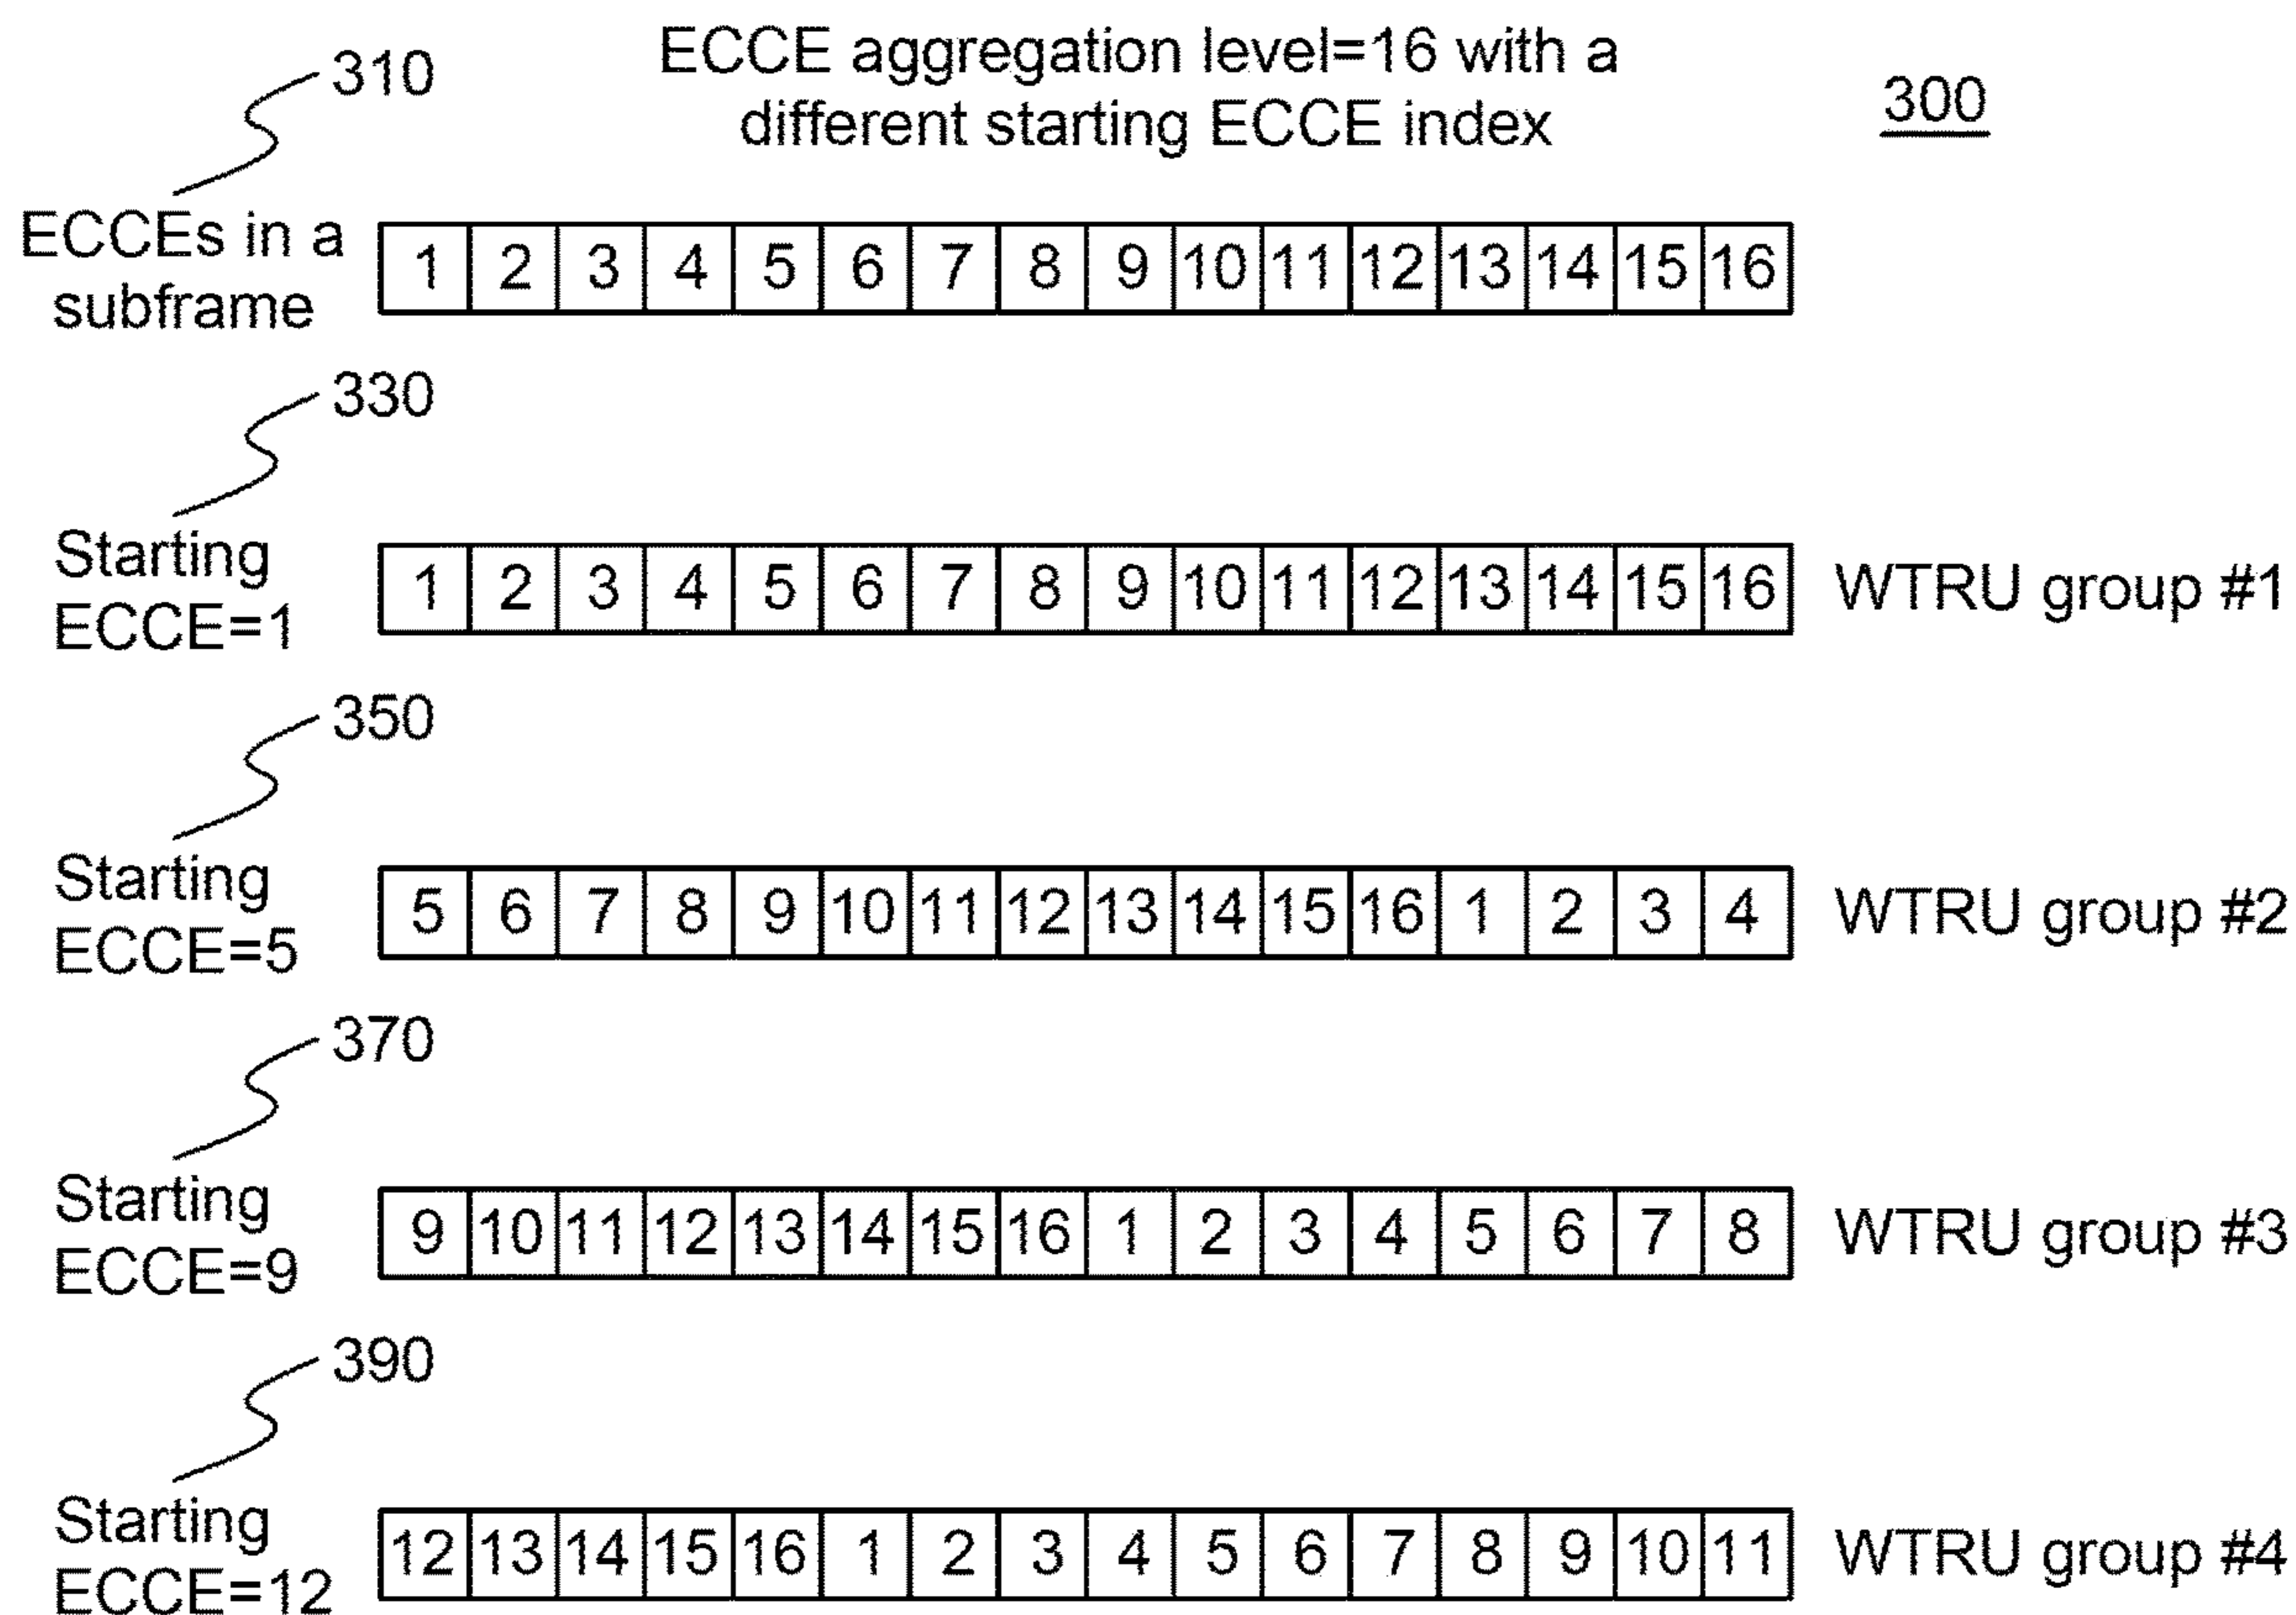 310
ECCE aggregation level=16 with a
different starting ECCE index
300
ECCEs in a
subframe
1 2 3 4 5 6 7 8 9 10 11 12 13 14 15 16
330
Starting
ECCE=1
1 2 3 4 5 6 7 8 9 10 11 12 13 14 15 16
WTRU group #1
350
Starting
ECCE=5
5 6 7 8 9 10 11 12 13 14 15 16 1 2 3 4
WTRU group #2
370
Starting
ECCE=9
9 10 11 12 13 14 15 16 1 2 3 4 5 6 7 8
WTRU group #3
390
Starting
ECCE=12
12 13 14 15 16 1 2 3 4 5 6 7 8 9 10 11
WTRU group #4